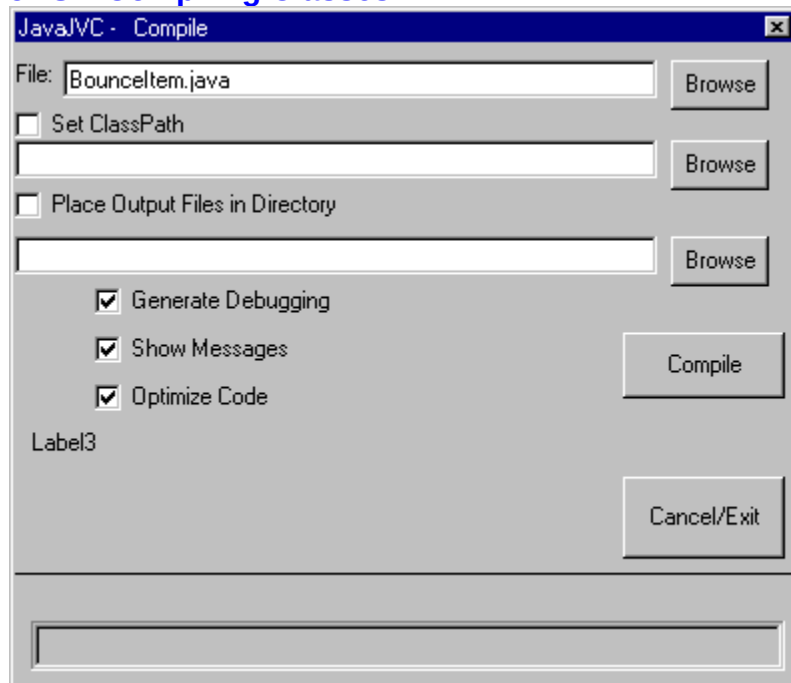 JavaJVC - Compile
File: BounceItem.java Browse
Set ClassPath
Browse
Place Output Files in Directory
Browse
Generate Debugging
Show Messages
Compile
Optimize Code
Label3
Cancel/Exit